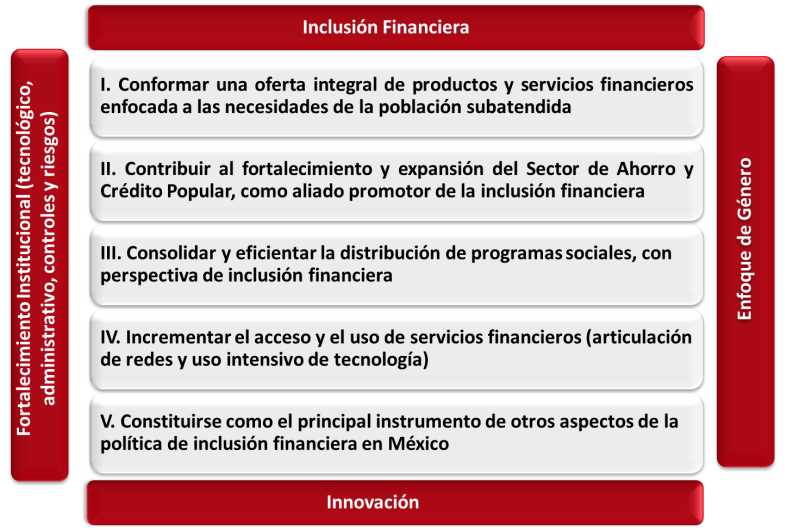 Inclusión Financiera
Fortalecimiento Institucional (tecnológico,
administrativo, controles y riesgos)
I. Conformar una oferta integral de productos y servicios financieros
enfocada a las necesidades de la población subatendida
II. Contribuir al fortalecimiento y expansión del Sector de Ahorro y
Crédito Popular, como aliado promotor de la inclusión financiera
III. Consolidar y eficientar la distribución de programas sociales, con
perspectiva de inclusión financiera
IV. Incrementar el acceso y el uso de servicios financieros (articulación
de redes y uso intensivo de tecnología)
V. Constituirse como el principal instrumento de otros aspectos de la
política de inclusión financiera en México
Enfoque de Género
Innovación